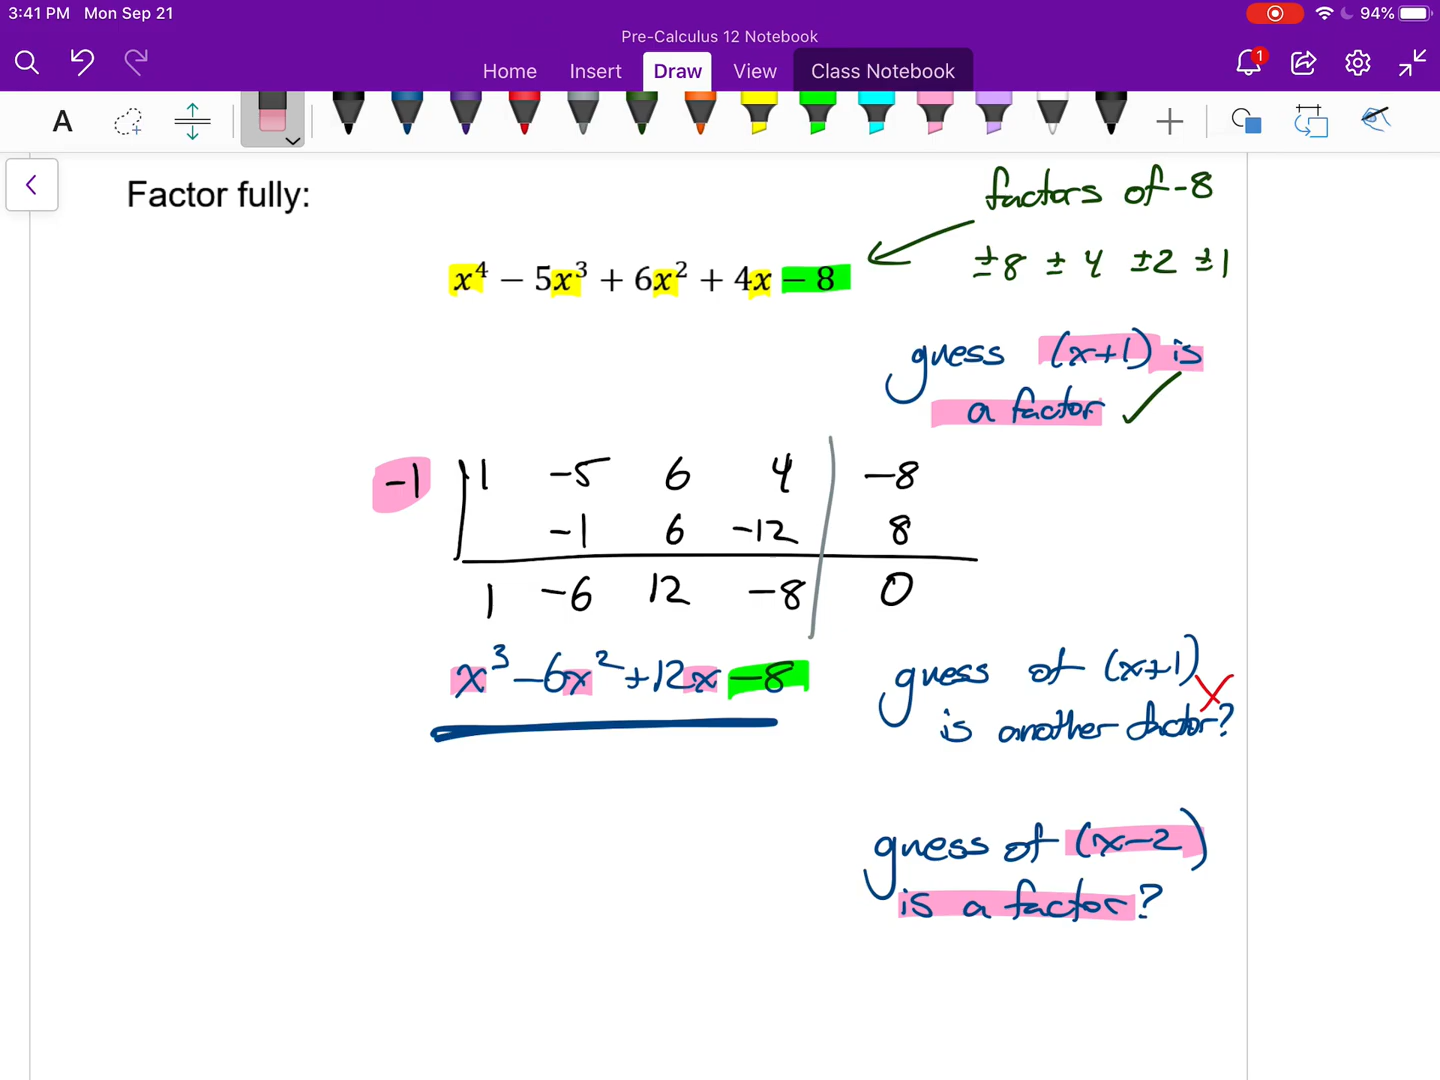 3:41 PM Mon Sep 21
94%
Pre-Calculus 12 Notebook
1
Home Insert Draw View Class Notebook
A
Factor fully:
factors of -8
x⁴ − 5x³ + 6x² + 4x − 8
±8 ±4 ±2 ±1
guess (x+1) is
a factor ✓
-1 1 -5 6 4 -8
-1 6 -12 8
1 -6 12 -8 0
x³ -6x² +12x -8
guess of (x+1)
is another factor?
guess of (x-2)
is a factor?